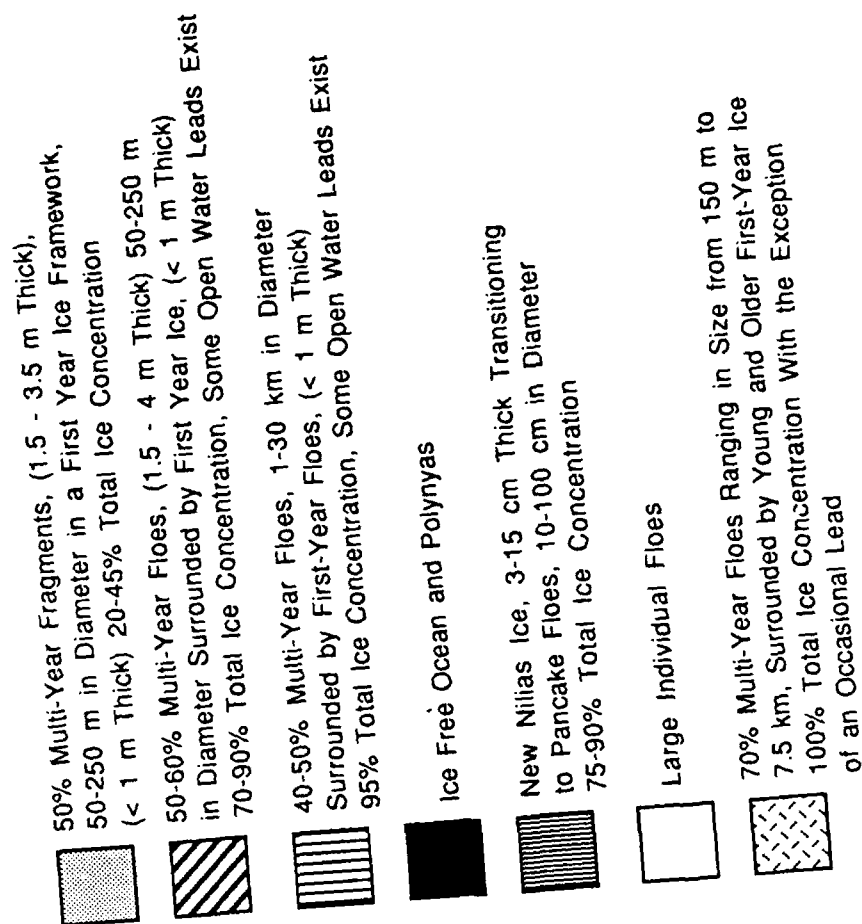 50% Multi-Year Fragments, (1.5 - 3.5 m Thick),
50-250 m in Diameter in a First Year Ice Framework,
(< 1 m Thick) 20-45% Total Ice Concentration
50-60% Multi-Year Floes, (1.5 - 4 m Thick) 50-250 m
in Diameter Surrounded by First Year Ice, (< 1 m Thick)
70-90% Total Ice Concentration, Some Open Water Leads Exist
40-50% Multi-Year Floes, 1-30 km in Diameter
Surrounded by First-Year Floes, (< 1 m Thick)
95% Total Ice Concentration, Some Open Water Leads Exist
Ice Free Ocean and Polynyas
New Nilias Ice, 3-15 cm Thick Transitioning
to Pancake Floes, 10-100 cm in Diameter
75-90% Total Ice Concentration
Large Individual Floes
70% Multi-Year Floes Ranging in Size from 150 m to
7.5 km, Surrounded by Young and Older First-Year Ice
100% Total Ice Concentration With the Exception
of an Occasional Lead